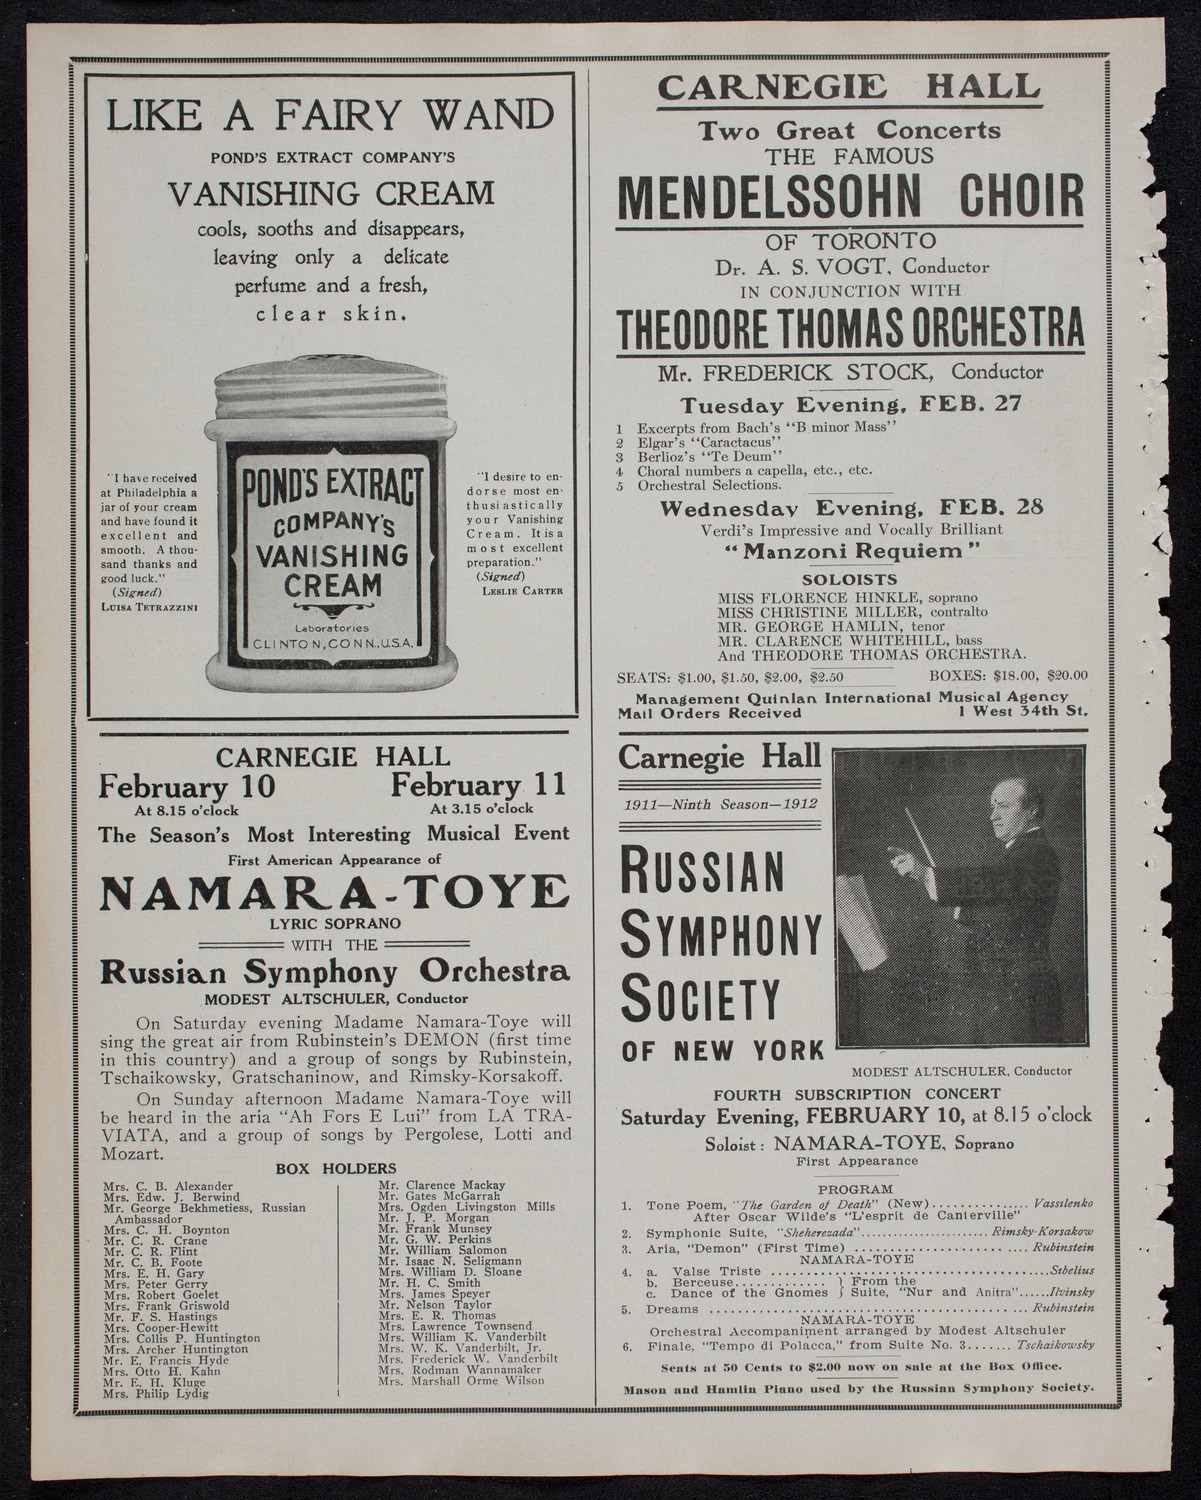 LIKE A FAIRY WAND
POND'S EXTRACT COMPANY'S
VANISHING CREAM
cools, sooths and disappears,
leaving only a delicate
perfume and a fresh,
clear skin.
"I have received
at Philadelphia a
jar of your cream
and have found it
excellent and
smooth. A thou-
sand thanks and
good luck."
(Signed)
LUISA TETRAZZINI
POND'S EXTRACT
COMPANY'S
VANISHING
CREAM
Laboratories
CLINTON, CONN., U.S.A.
"I desire to en-
dorse most en-
thusiastically
your Vanishing
Cream. It is a
most excellent
preparation."
(Signed)
LESLIE CARTER
CARNEGIE HALL
February 10 February 11
At 8.15 o'clock At 3.15 o'clock
The Season's Most Interesting Musical Event
First American Appearance of
NAMARA-TOYE
LYRIC SOPRANO
WITH THE
Russian Symphony Orchestra
MODEST ALTSCHULER, Conductor
On Saturday evening Madame Namara-Toye will
sing the great air from Rubinstein's DEMON (first time
in this country) and a group of songs by Rubinstein,
Tschaikowsky, Gratschaninow, and Rimsky-Korsakoff.
On Sunday afternoon Madame Namara-Toye will
be heard in the aria "Ah Fors E Lui" from LA TRA-
VIATA, and a group of songs by Pergolese, Lotti and
Mozart.
BOX HOLDERS
Mrs. C. B. Alexander
Mrs. Edw. J. Berwind
Mr. George Bekhmetiess, Russian
Ambassador
Mrs. C. H. Boynton
Mr. C. R. Crane
Mr. C. R. Flint
Mr. C. B. Foote
Mrs. E. H. Gary
Mrs. Peter Gerry
Mrs. Robert Goelet
Mrs. Frank Griswold
Mr. F. S. Hastings
Mrs. Cooper-Hewitt
Mrs. Collis P. Huntington
Mrs. Archer Huntington
Mr. E. Francis Hyde
Mrs. Otto H. Kahn
Mr. E. H. Kluge
Mrs. Philip Lydig
Mr. Clarence Mackay
Mr. Gates McGarrah
Mrs. Ogden Livingston Mills
Mr. J. P. Morgan
Mr. Frank Munsey
Mr. G. W. Perkins
Mr. William Salomon
Mr. Isaac N. Seligmann
Mrs. William D. Sloane
Mr. H. C. Smith
Mrs. James Speyer
Mr. Nelson Taylor
Mrs. E. R. Thomas
Mrs. Lawrence Townsend
Mrs. William K. Vanderbilt
Mrs. W. K. Vanderbilt, Jr.
Mrs. Frederick W. Vanderbilt
Mrs. Rodman Wannamaker
Mrs. Marshall Orme Wilson
CARNEGIE HALL
Two Great Concerts
THE FAMOUS
MENDELSSOHN CHOIR
OF TORONTO
Dr. A. S. VOGT, Conductor
IN CONJUNCTION WITH
THEODORE THOMAS ORCHESTRA
Mr. FREDERICK STOCK, Conductor
Tuesday Evening, FEB. 27
1 Excerpts from Bach's "B minor Mass"
2 Elgar's "Caractacus"
3 Berlioz's "Te Deum"
4 Choral numbers a capella, etc., etc.
5 Orchestral Selections.
Wednesday Evening, FEB. 28
Verdi's Impressive and Vocally Brilliant
"Manzoni Requiem"
SOLOISTS
MISS FLORENCE HINKLE, soprano
MISS CHRISTINE MILLER, contralto
MR. GEORGE HAMLIN, tenor
MR. CLARENCE WHITEHILL, bass
And THEODORE THOMAS ORCHESTRA.
SEATS: $1.00, $1.50, $2.00, $2.50 BOXES: $18.00, $20.00
Management Quinlan International Musical Agency
Mail Orders Received 1 West 34th St.
Carnegie Hall
1911—Ninth Season—1912
RUSSIAN
SYMPHONY
SOCIETY
OF NEW YORK
MODEST ALTSCHULER, Conductor
FOURTH SUBSCRIPTION CONCERT
Saturday Evening, FEBRUARY 10, at 8.15 o'clock
Soloist: NAMARA-TOYE, Soprano
First Appearance
PROGRAM
1. Tone Poem, "The Garden of Death" (New)............... Vassilenko
After Oscar Wilde's "L'esprit de Canterville"
2. Symphonic Suite, "Sheherezada"....................... Rimsky-Korsakow
3. Aria, "Demon" (First Time) ......................... Rubinstein
NAMARA-TOYE
4. a. Valse Triste ......................................Sibelius
b. Berceuse............. } From the
c. Dance of the Gnomes } Suite, "Nur and Anitra".....Ilvinsky
5. Dreams ............................................. Rubinstein
NAMARA-TOYE
Orchestral Accompaniment arranged by Modest Altschuler
6. Finale, "Tempo di Polacca," from Suite No. 3....... Tschaikowsky
Seats at 50 Cents to $2.00 now on sale at the Box Office.
Mason and Hamlin Piano used by the Russian Symphony Society.